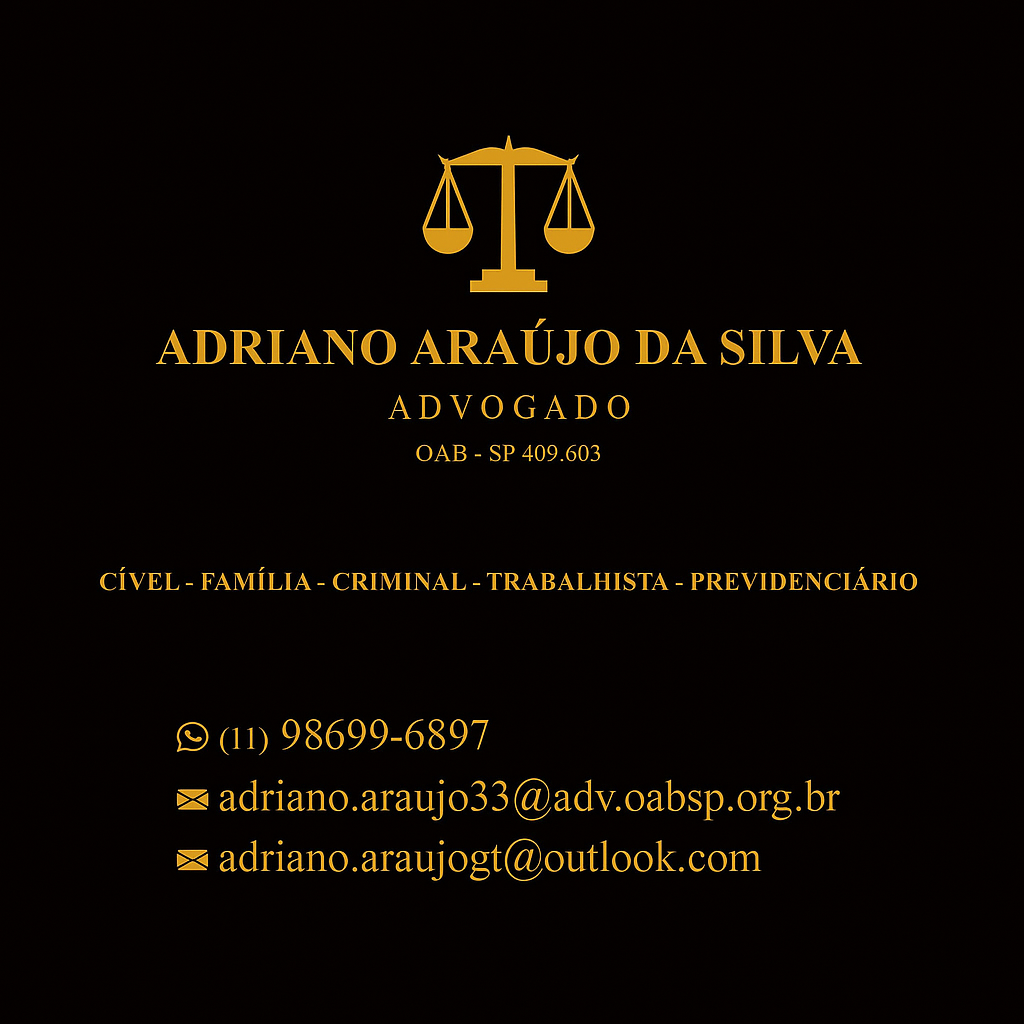 ADRIANO ARAÚJO DA SILVA
ADVOGADO
OAB - SP 409.603
CÍVEL - FAMÍLIA - CRIMINAL - TRABALHISTA - PREVIDENCIÁRIO
(11) 98699-6897
adriano.araujo33@adv.oabsp.org.br
adriano.araujogt@outlook.com